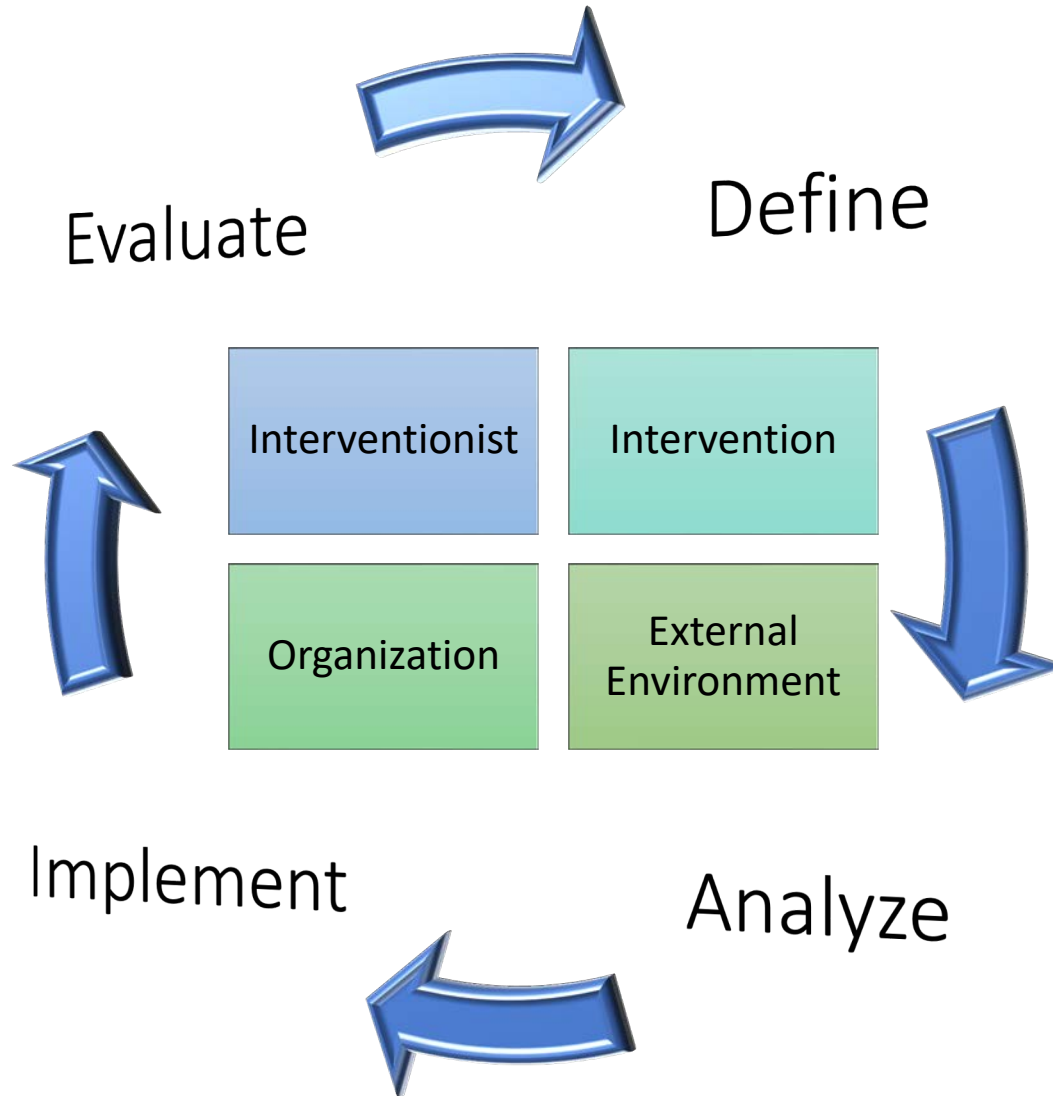 Evaluate
Define
Interventionist
Intervention
Organization
External
Environment
Implement
Analyze